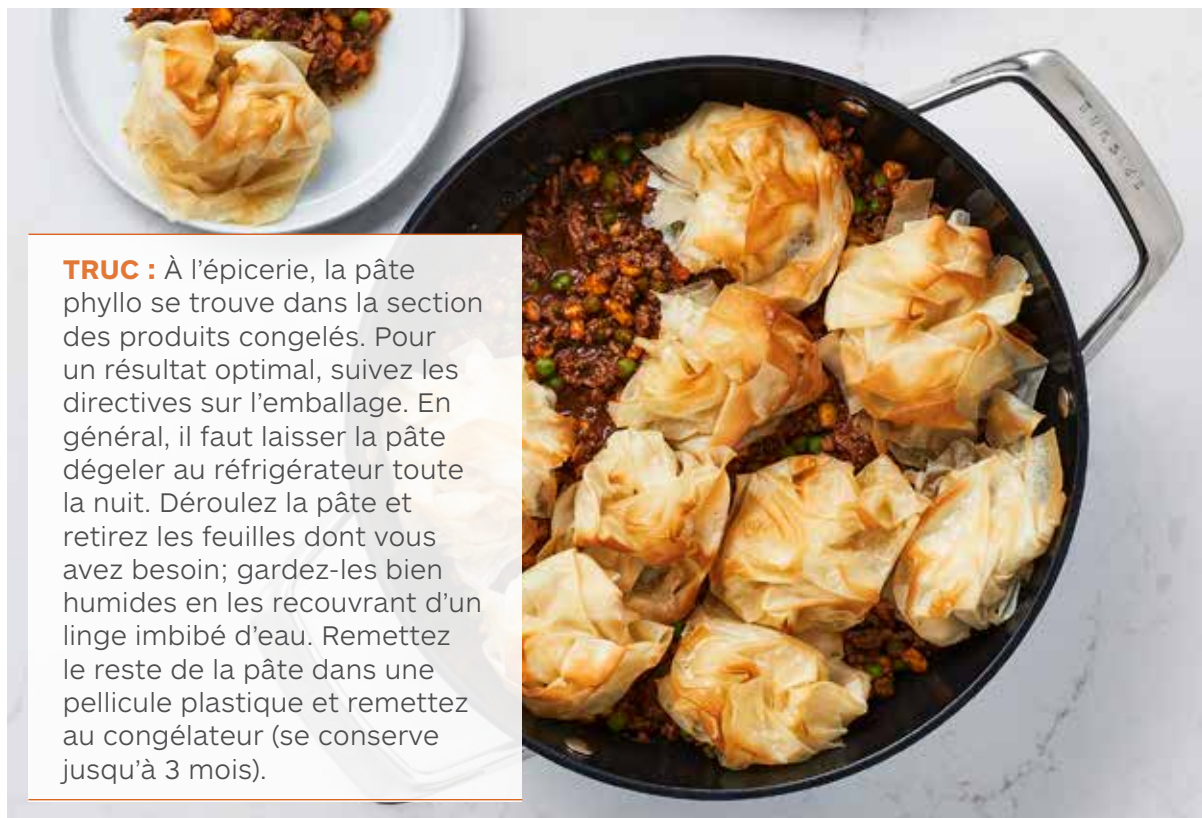 TRUC : À l’épicerie, la pâte
phyllo se trouve dans la section
des produits congelés. Pour
un résultat optimal, suivez les
directives sur l’emballage. En
général, il faut laisser la pâte
dégeler au réfrigérateur toute
la nuit. Déroulez la pâte et
retirez les feuilles dont vous
avez besoin; gardez-les bien
humides en les recouvrant d’un
linge imbibé d’eau. Remettez
le reste de la pâte dans une
pellicule plastique et remettez
au congélateur (se conserve
jusqu’à 3 mois).